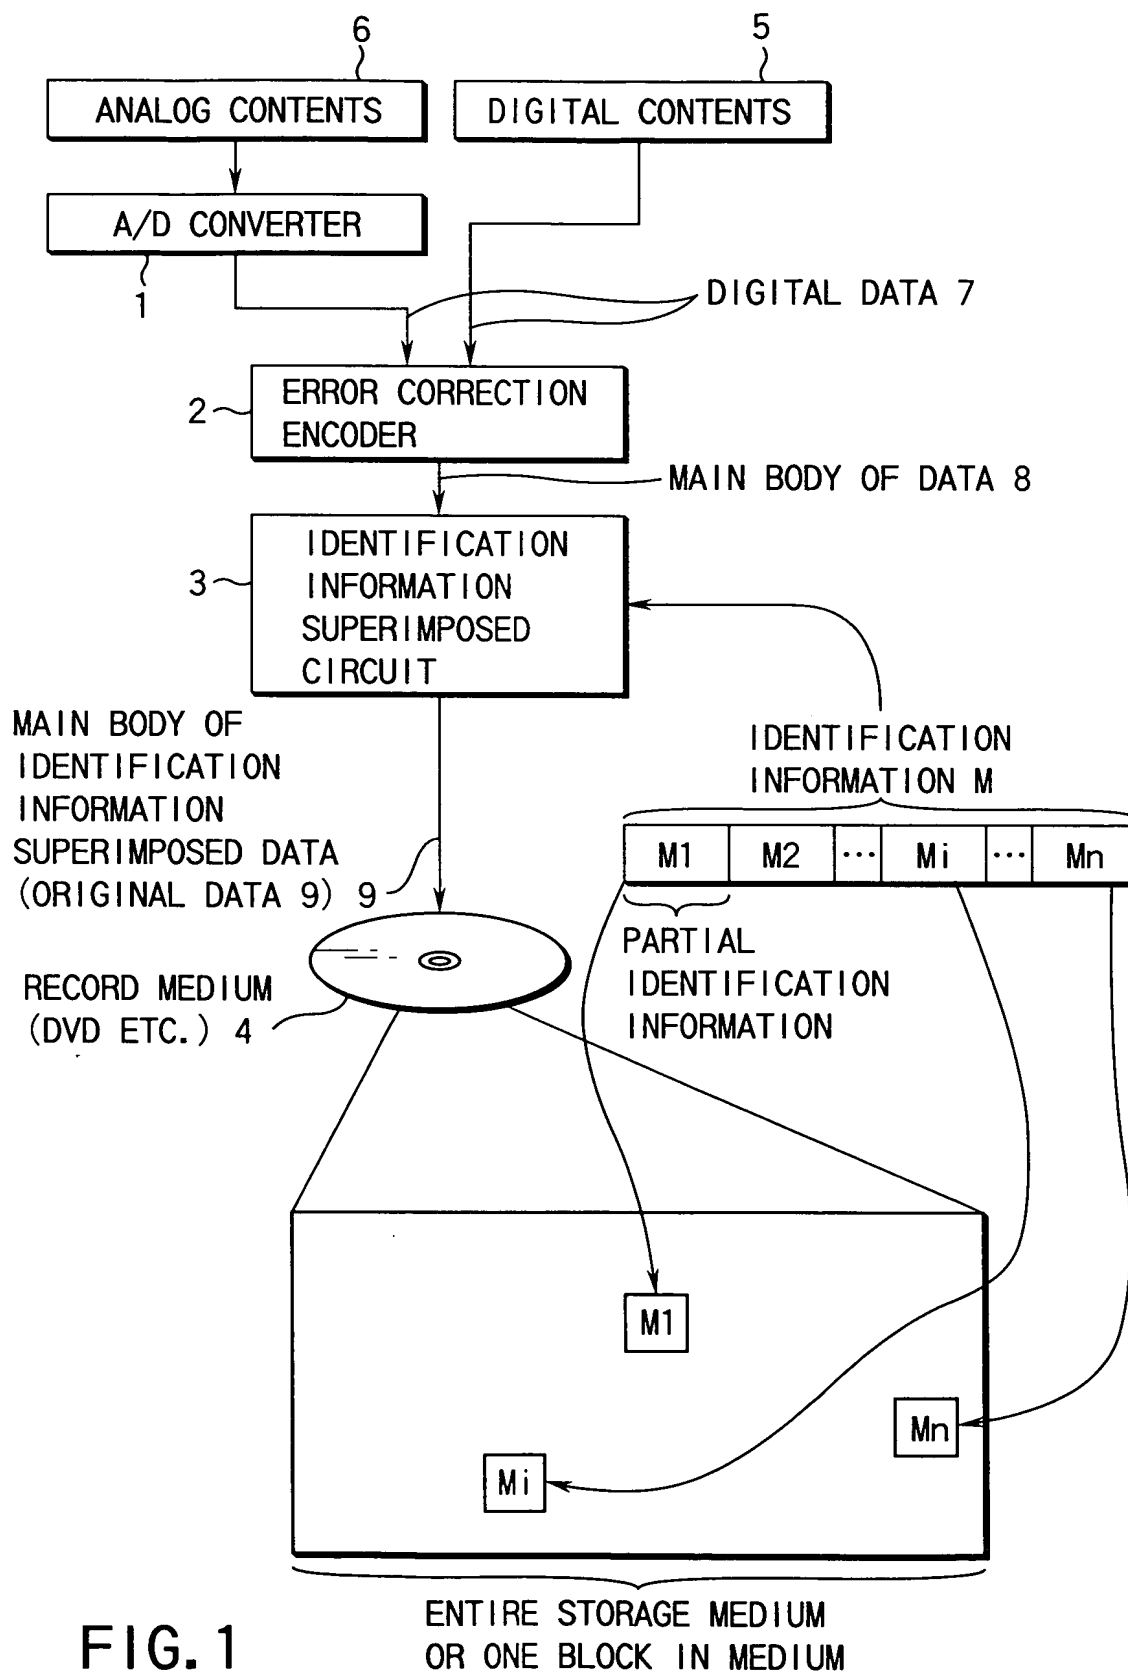 6
5
ANALOG CONTENTS
DIGITAL CONTENTS
A/D CONVERTER
1
DIGITAL DATA 7
2
ERROR CORRECTION
ENCODER
MAIN BODY OF DATA 8
3
IDENTIFICATION
INFORMATION
SUPERIMPOSED
CIRCUIT
MAIN BODY OF
IDENTIFICATION
INFORMATION
SUPERIMPOSED DATA
(ORIGINAL DATA 9) 9
IDENTIFICATION
INFORMATION M
M1 M2 ... Mi ... Mn
PARTIAL
IDENTIFICATION
INFORMATION
RECORD MEDIUM
(DVD ETC.) 4
M1
Mn
Mi
ENTIRE STORAGE MEDIUM
OR ONE BLOCK IN MEDIUM
FIG.1